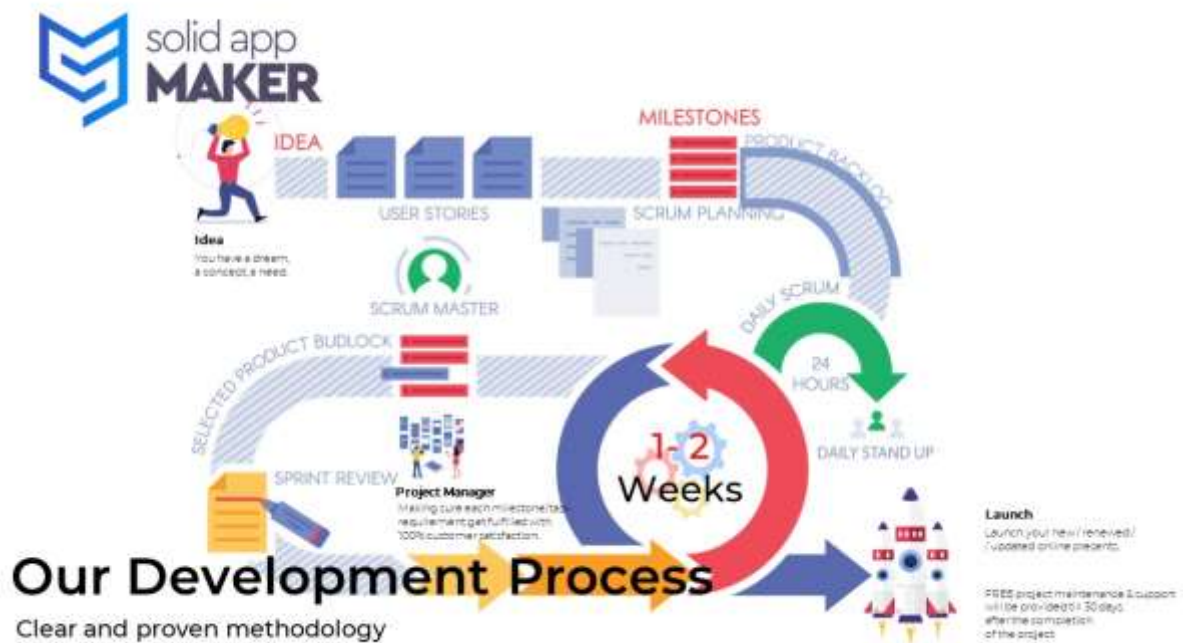 solid app
MAKER
IDEA
MILESTONES
PRODUCT BACKLOG
USER STORIES
SCRUM PLANNING
Idea
You have a dream,
a concept, a need.
SCRUM MASTER
DAILY SCRUM
24
HOURS
DAILY STAND UP
SELECTED PRODUCT BUDLOCK
1-2
Weeks
SPRINT REVIEW
Project Manager
Making sure each milestone/task
requirement get fulfilled with
100% customer satisfaction.
Launch
Launch your new / renewed /
/ updated online presents.
FREE project maintenance & support
will be provided 30 days
after the completion
of the project
Our Development Process
Clear and proven methodology